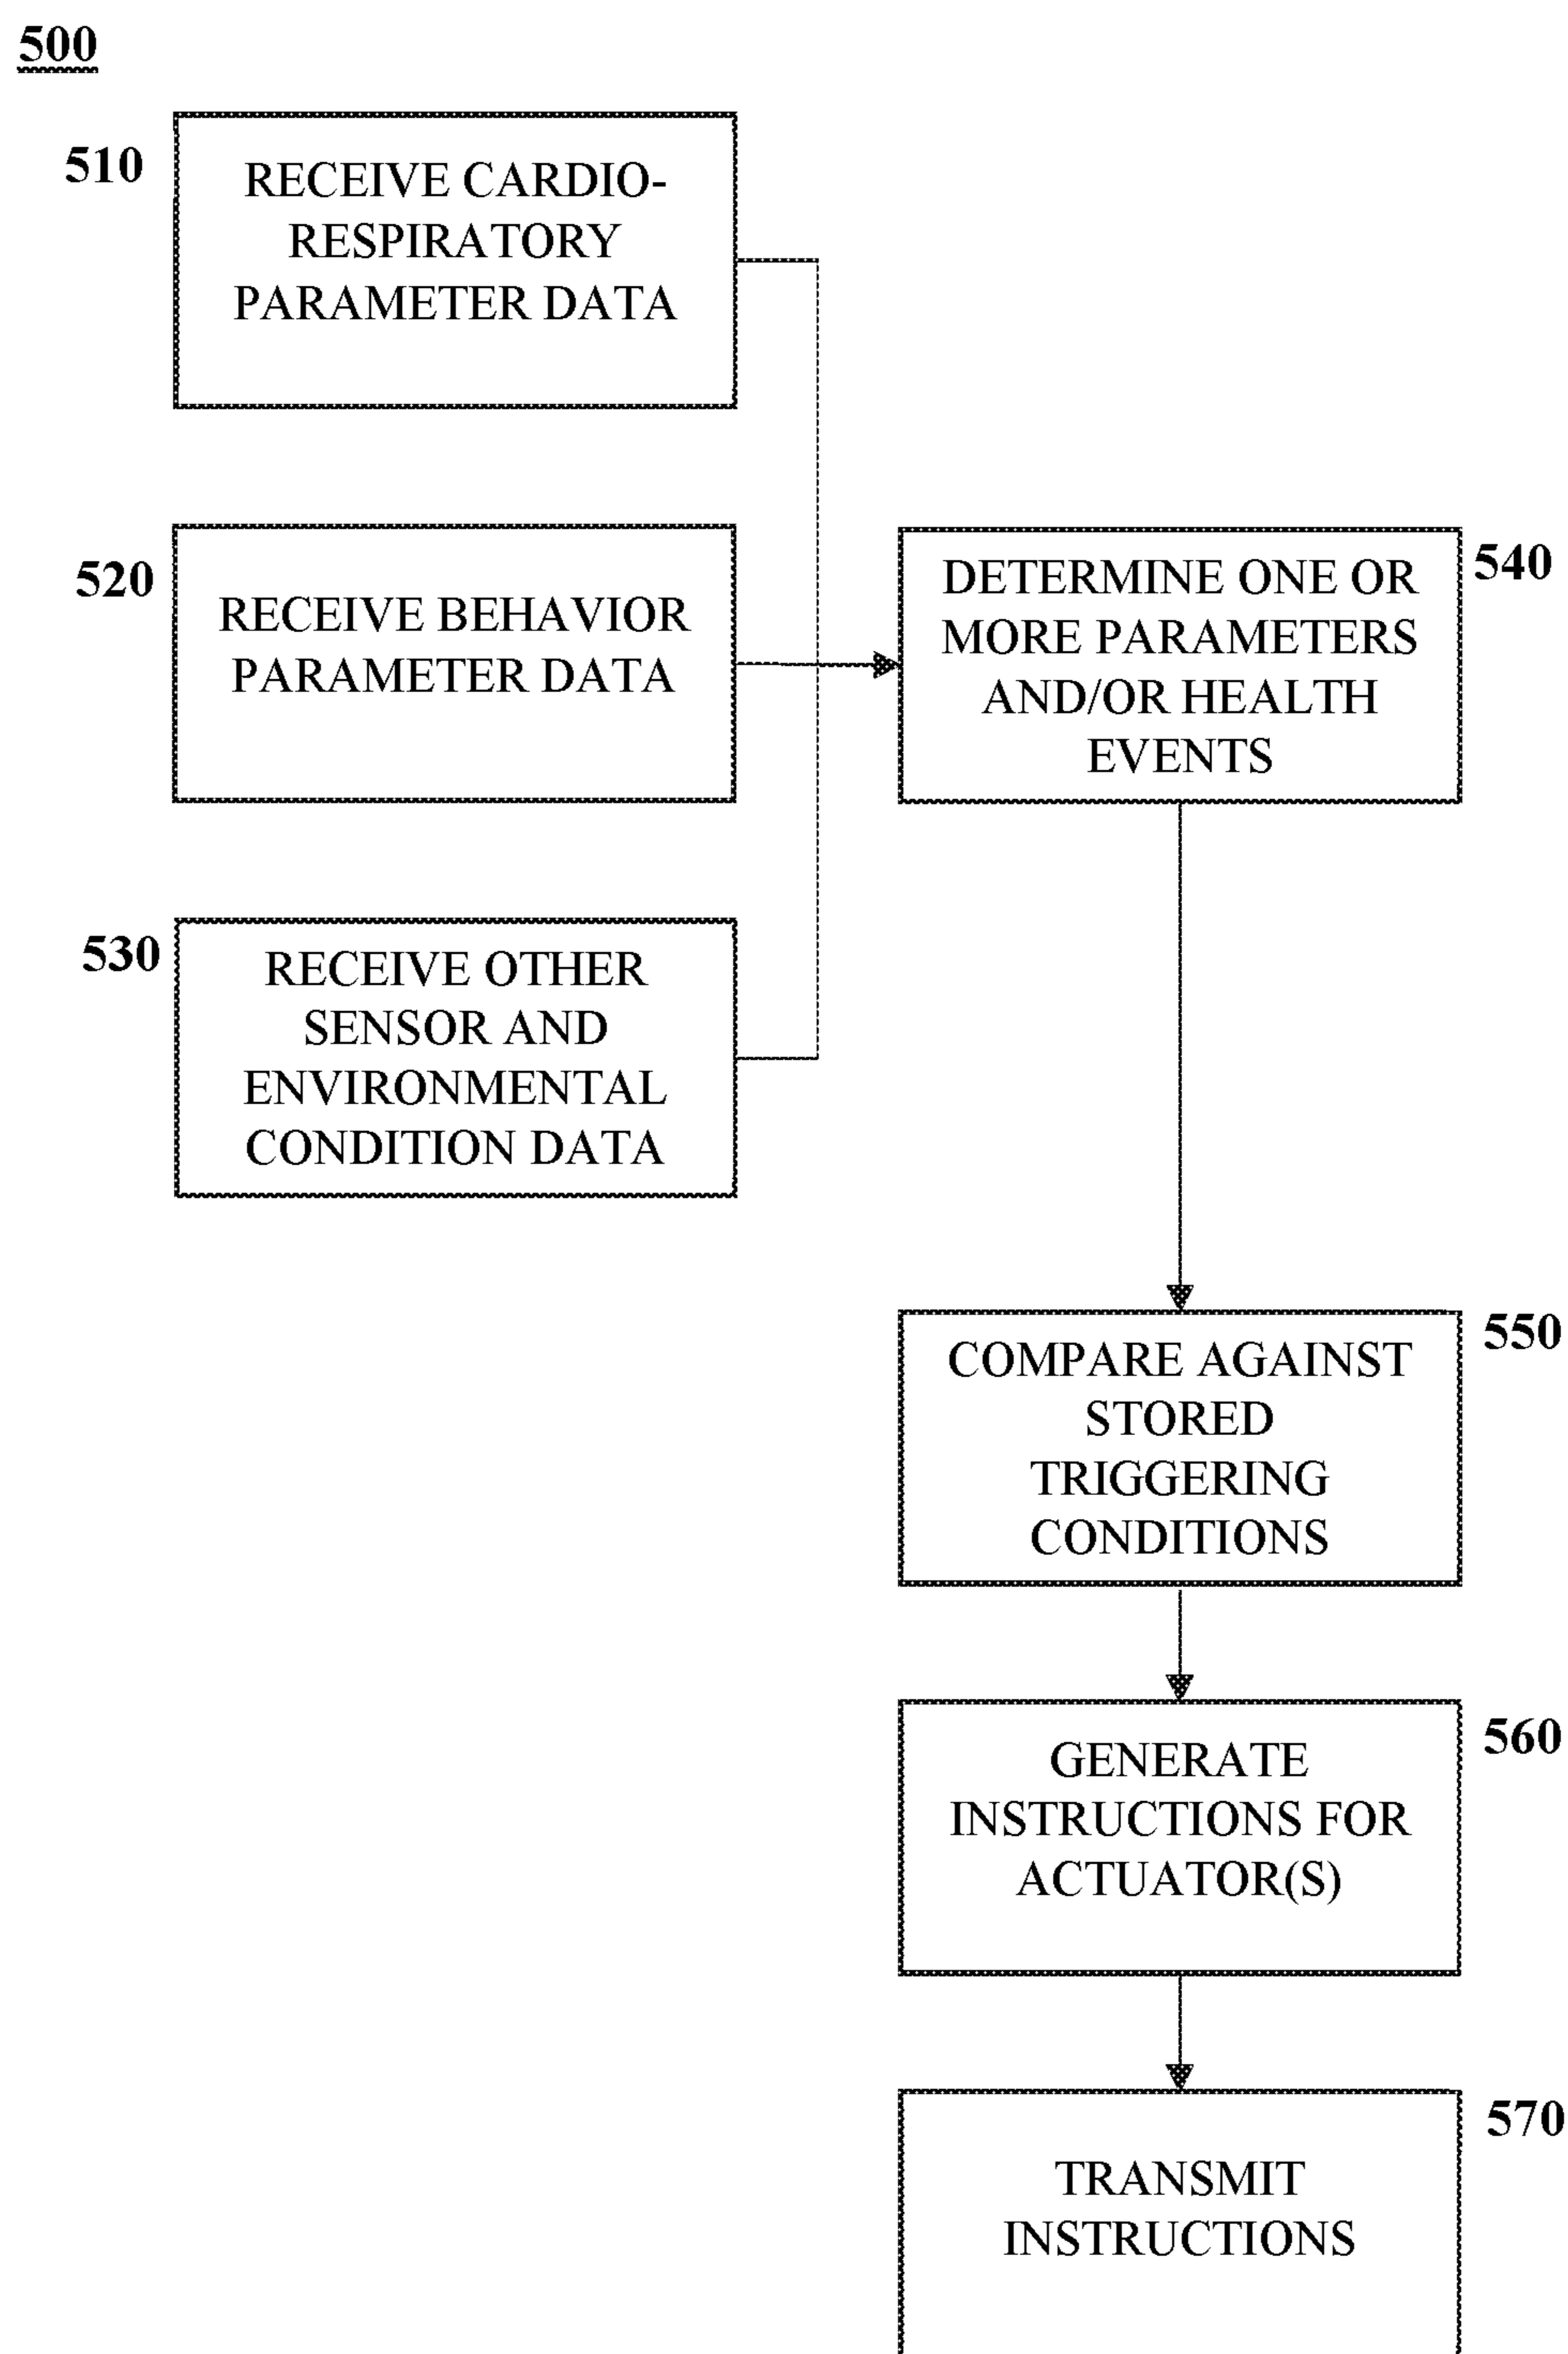 500
510
RECEIVE CARDIO-
RESPIRATORY
PARAMETER DATA
520
RECEIVE BEHAVIOR
PARAMETER DATA
530
RECEIVE OTHER
SENSOR AND
ENVIRONMENTAL
CONDITION DATA
540
DETERMINE ONE OR
MORE PARAMETERS
AND/OR HEALTH
EVENTS
550
COMPARE AGAINST
STORED
TRIGGERING
CONDITIONS
560
GENERATE
INSTRUCTIONS FOR
ACTUATOR(S)
570
TRANSMIT
INSTRUCTIONS